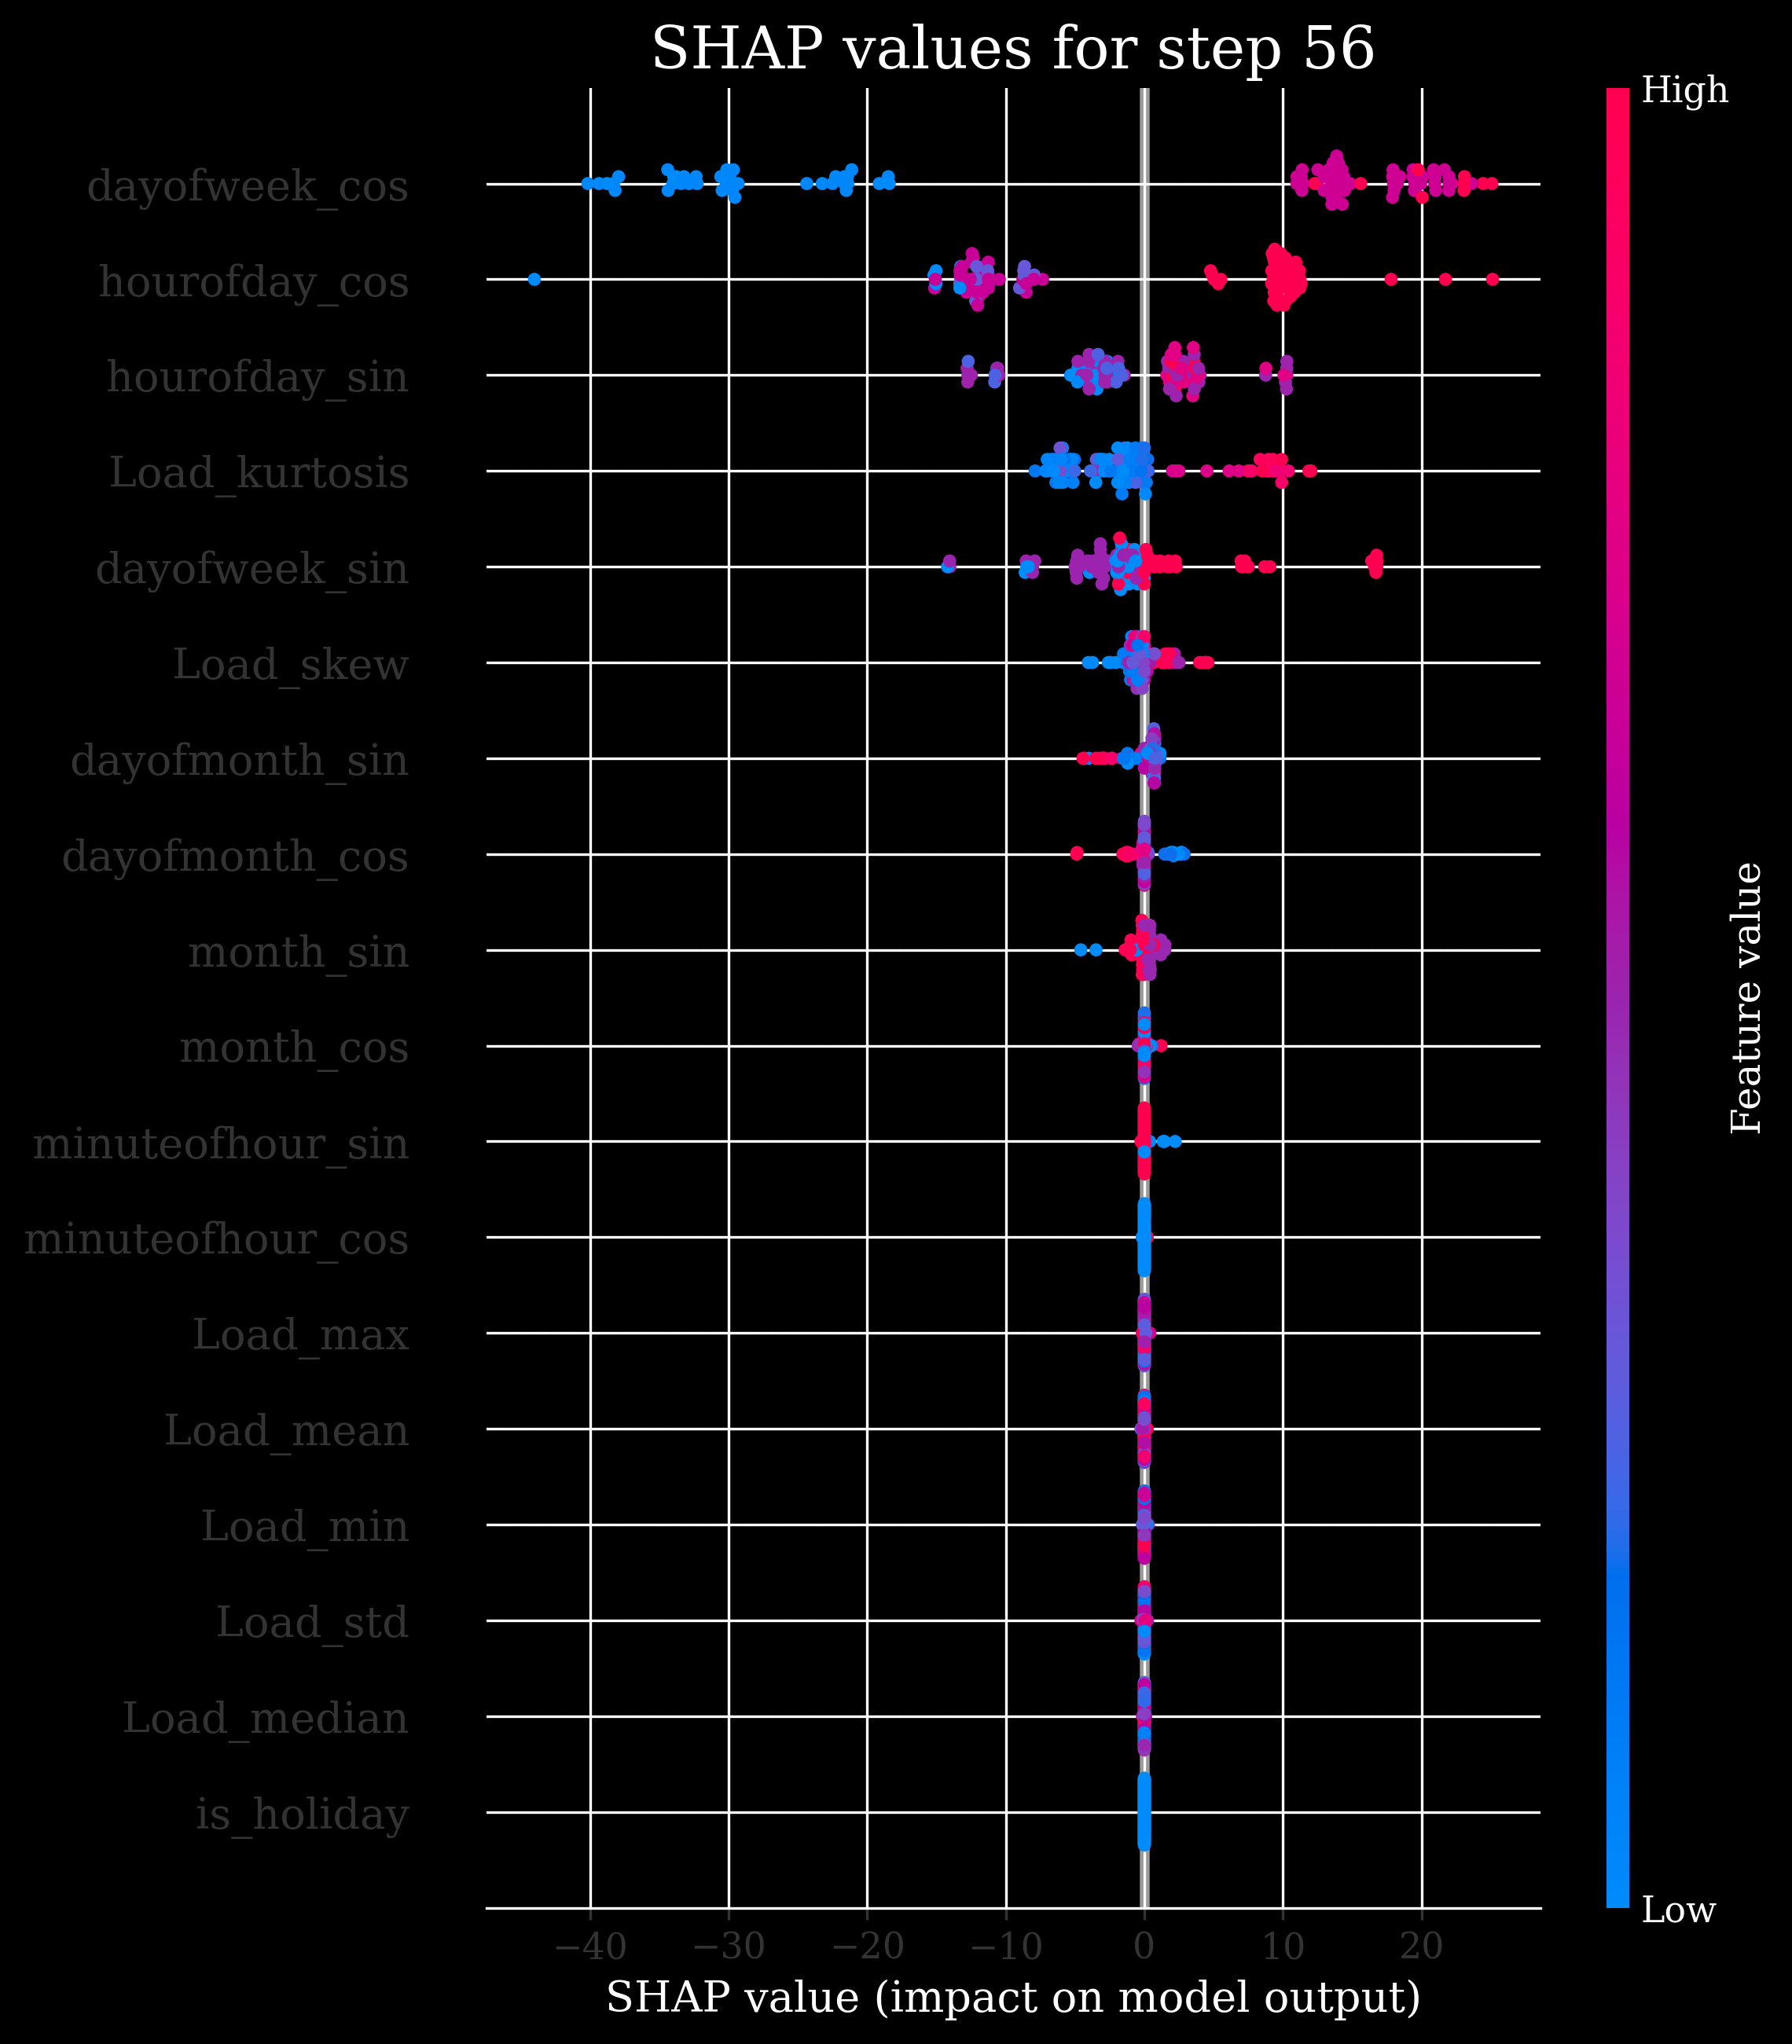 SHAP values for step 56
High
dayofweek_cos
hourofday_cos
hourofday_sin
Load_kurtosis
dayofweek_sin
Load_skew
dayofmonth_sin
dayofmonth_cos
month_sin
month_cos
minuteofhour_sin
minuteofhour_cos
Load_max
Load_mean
Load_min
Load_std
Load_median
is_holiday
Feature value
Low
−40 −30 −20 −10 0 10 20
SHAP value (impact on model output)